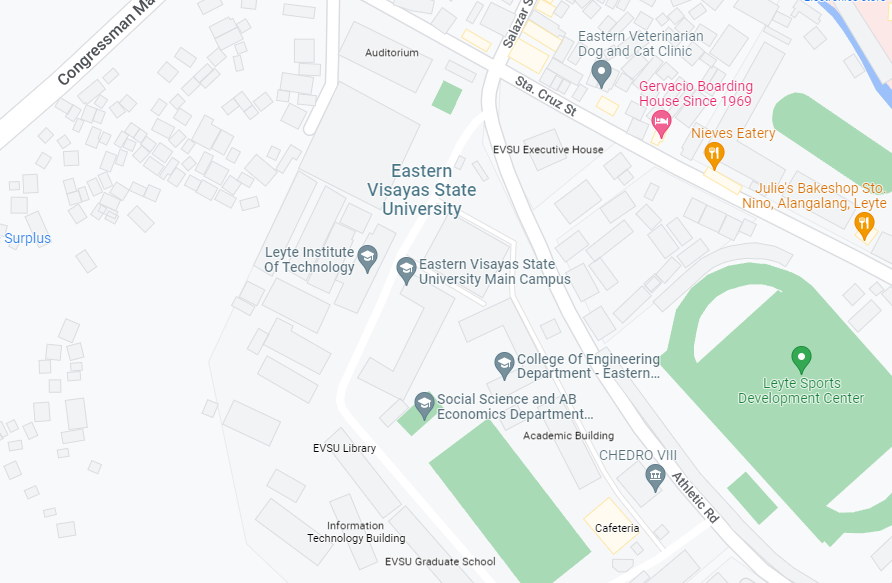 Congressman Ma
Auditorium
Salazar S
Eastern Veterinarian
Dog and Cat Clinic
Sta. Cruz St
Gervacio Boarding
House Since 1969
EVSU Executive House
Nieves Eatery
Eastern
Visayas State
University
Julie's Bakeshop Sto.
Nino, Alangalang, Leyte
Surplus
Leyte Institute
Of Technology
Eastern Visayas State
University Main Campus
College Of Engineering
Department - Eastern...
Leyte Sports
Development Center
Social Science and AB
Economics Department...
Academic Building
EVSU Library
CHEDRO VIII
Athletic Rd
Cafeteria
Information
Technology Building
EVSU Graduate School